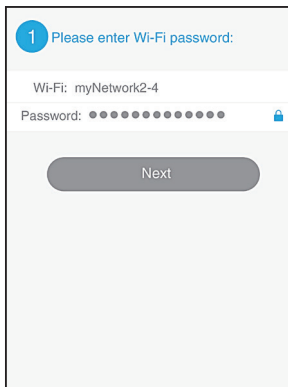 1 Please enter Wi-Fi password:
Wi-Fi: myNetwork2-4
Password: ●●●●●●●●●●●●●
Next